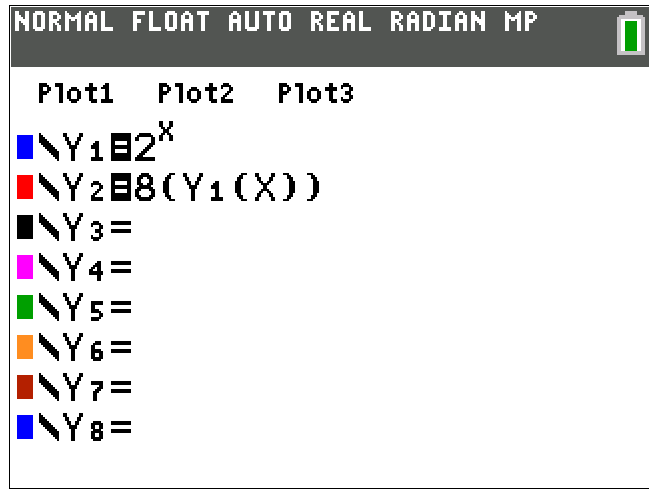 NORMAL FLOAT AUTO REAL RADIAN MP
Plot1 Plot2 Plot3
\Y₁=2ˣ
\Y₂=8(Y₁(X))
\Y₃=
\Y₄=
\Y₅=
\Y₆=
\Y₇=
\Y₈=